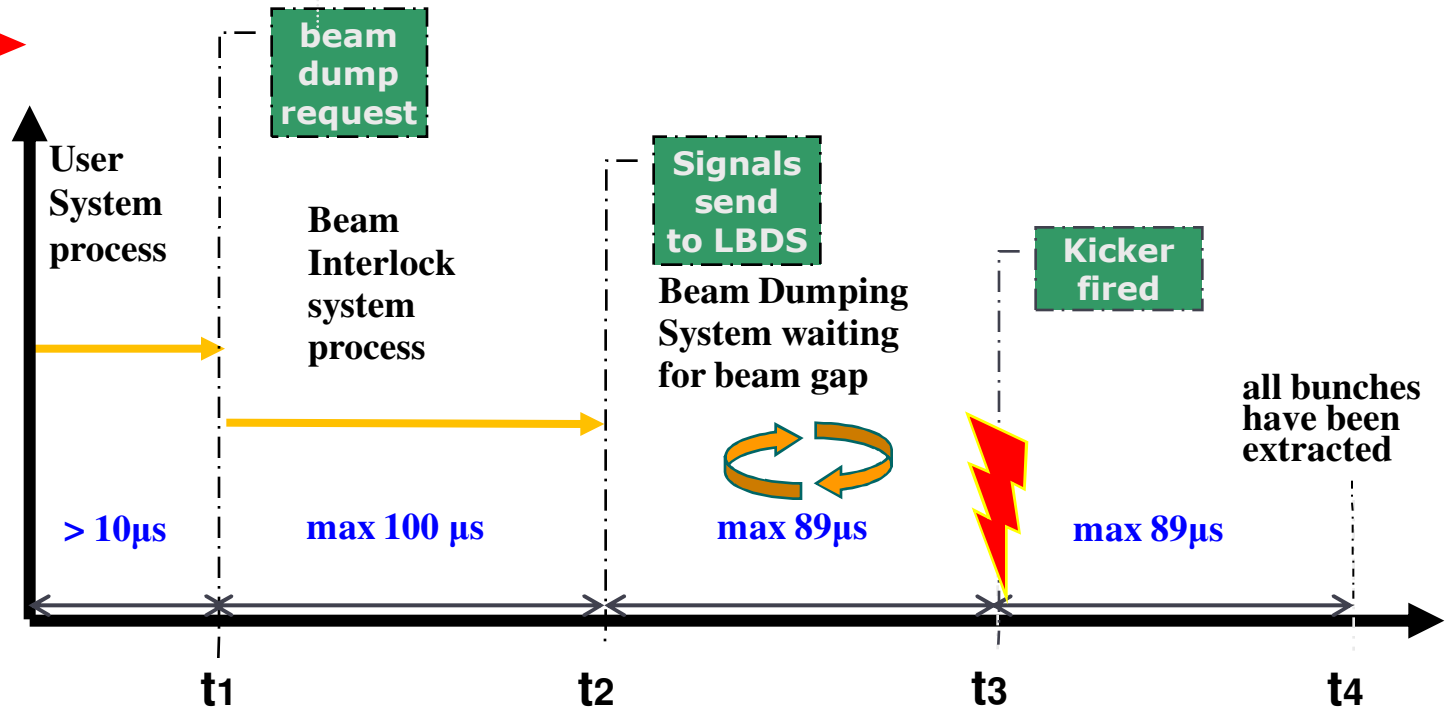 beam
dump
request
User
System
process
Beam
Interlock
system
process
Signals
send
to LBDS
Beam Dumping
System waiting
for beam gap
Kicker
fired
all bunches
have been
extracted
> 10µs
max 100 µs
max 89µs
max 89µs
t1
t2
t3
t4